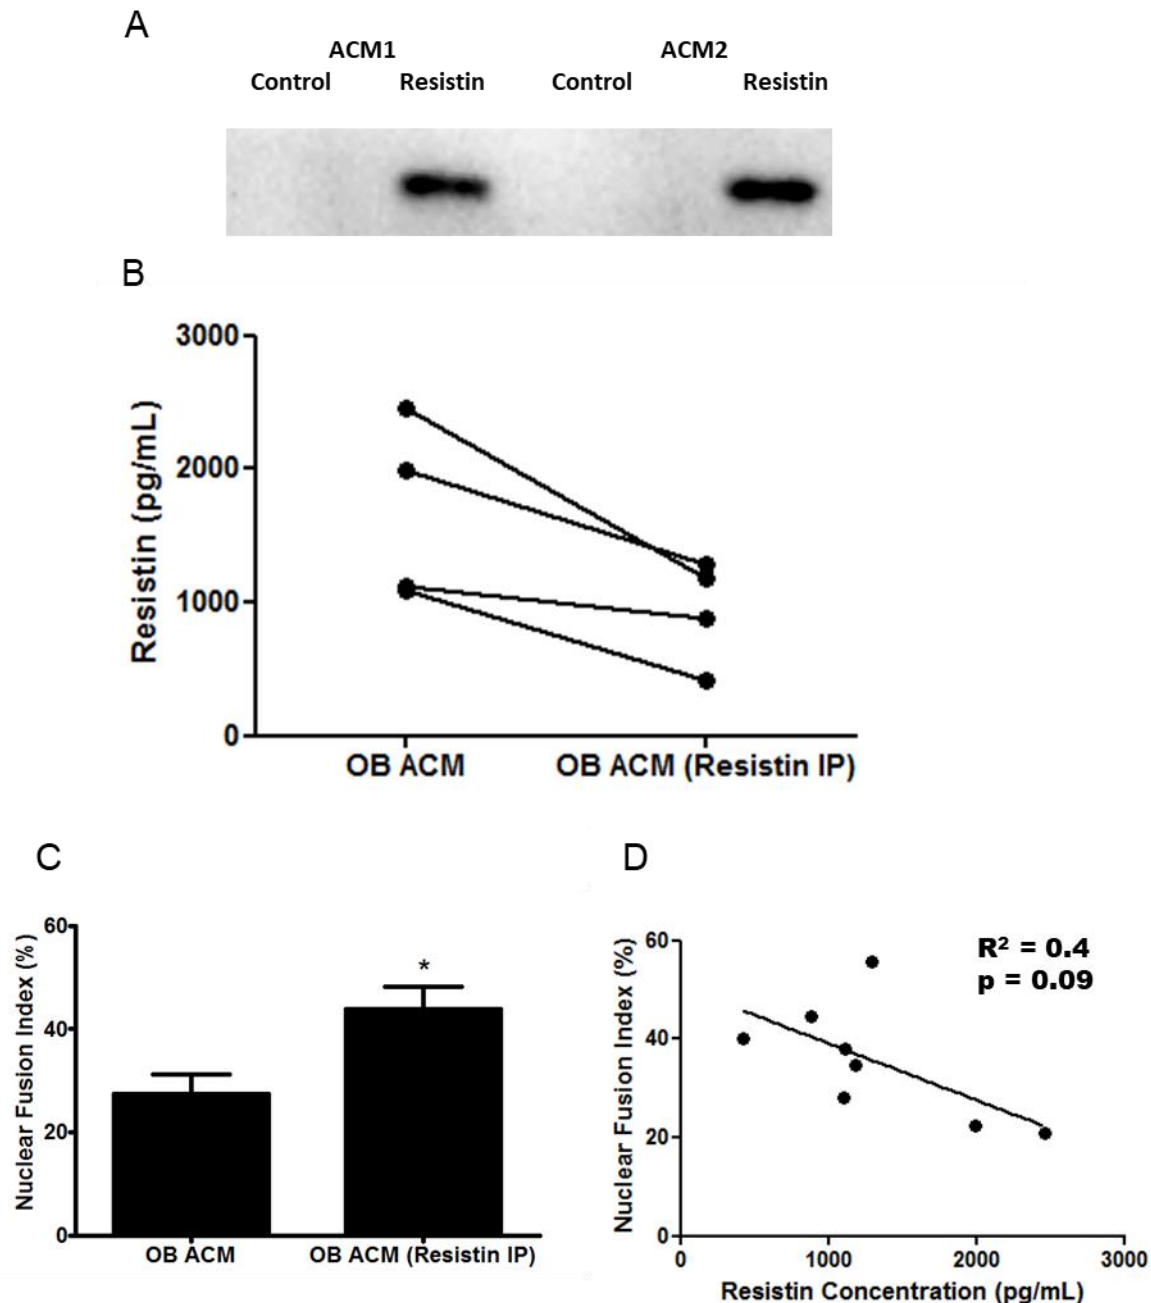 A
ACM1 ACM2
Control Resistin Control Resistin
B
Resistin (pg/mL)
3000
2000
1000
0
OB ACM OB ACM (Resistin IP)
C
Nuclear Fusion Index (%)
60
40
20
0
*
OB ACM OB ACM (Resistin IP)
D
Nuclear Fusion Index (%)
60
40
20
0
R² = 0.4
p = 0.09
0 1000 2000 3000
Resistin Concentration (pg/mL)